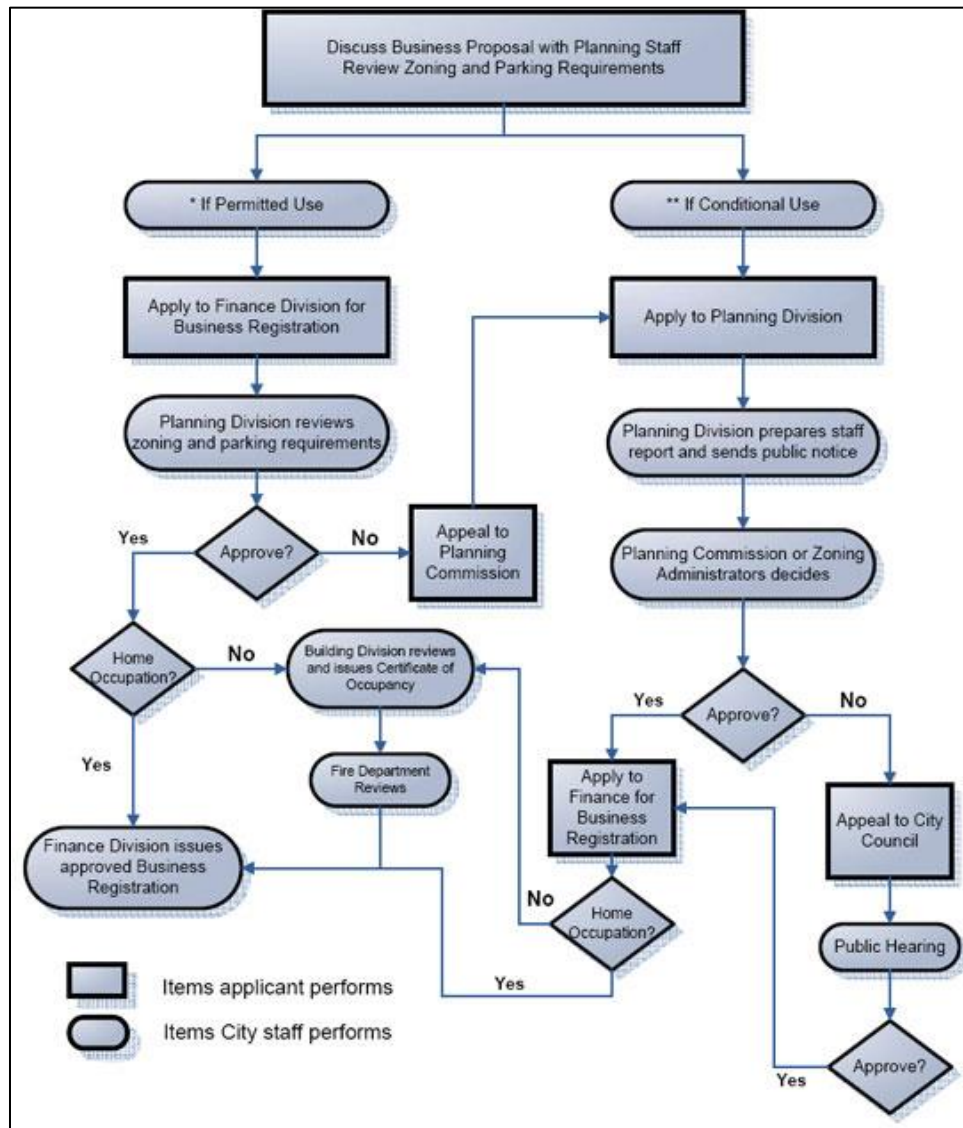 Discuss Business Proposal with Planning Staff
Review Zoning and Parking Requirements
* If Permitted Use
** If Conditional Use
Apply to Finance Division for
Business Registration
Apply to Planning Division
Planning Division reviews
zoning and parking requirements
Planning Division prepares staff
report and sends public notice
Yes
Approve?
No
Appeal to
Planning
Commission
Planning Commission or Zoning
Administrators decides
Home
Occupation?
No
Building Division reviews
and issues Certificate of
Occupancy
Yes
Approve?
No
Yes
Fire Department
Reviews
Apply to
Finance for
Business
Registration
Appeal to City
Council
Finance Division issues
approved Business
Registration
No
Home
Occupation?
Public Hearing
Yes
Approve?
Yes
Items applicant performs
Items City staff performs